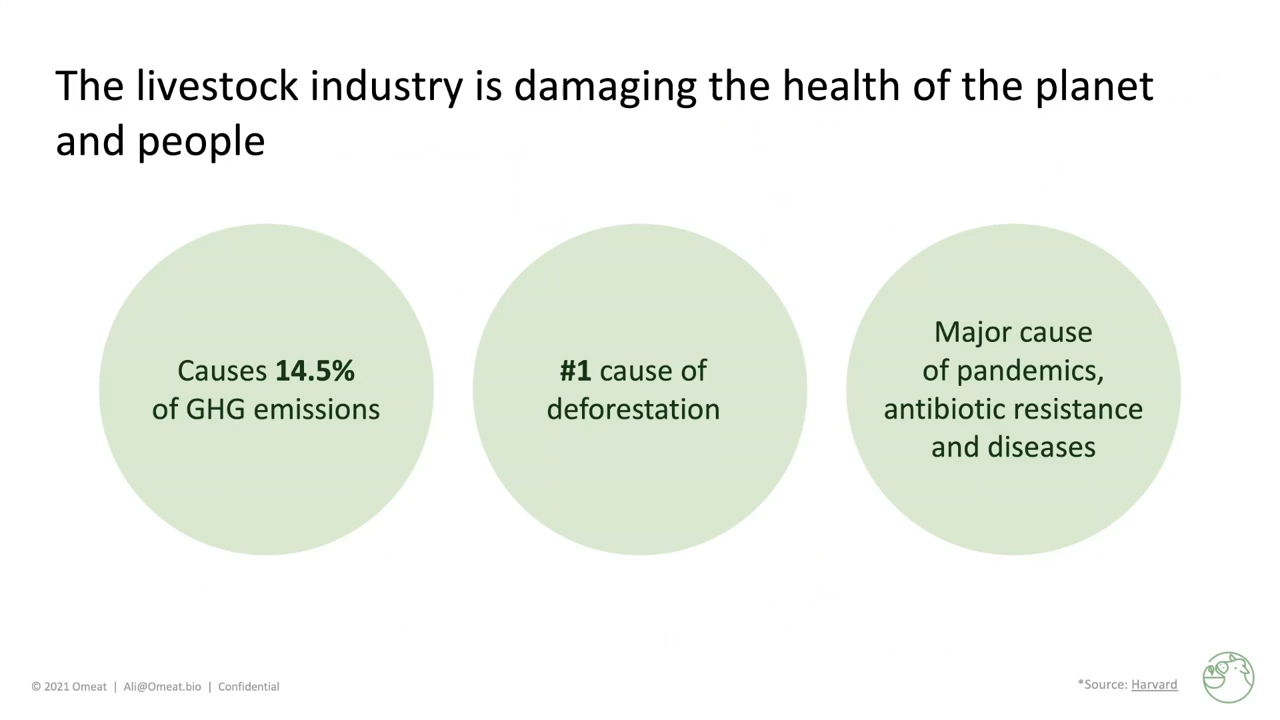 The livestock industry is damaging the health of the planet
and people
Causes 14.5%
of GHG emissions
#1 cause of
deforestation
Major cause
of pandemics,
antibiotic resistance
and diseases
© 2021 Omeat | Ali@Omeat.bio | Confidential
*Source: Harvard